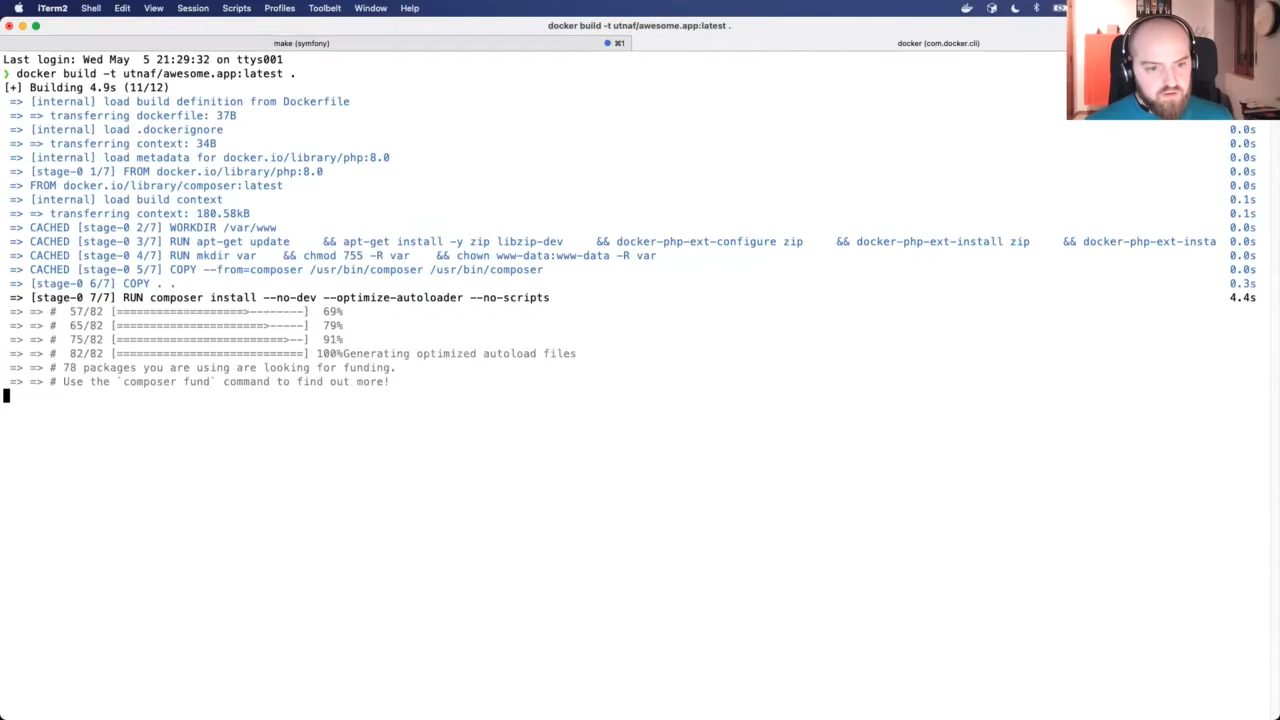 iTerm2 Shell Edit View Session Scripts Profiles Toolbelt Window Help
docker build -t utnaf/awesome.app:latest .
make (symfony) ⌘1 docker (com.docker.cli)
Last login: Wed May  5 21:29:32 on ttys001
❯ docker build -t utnaf/awesome.app:latest .
[+] Building 4.9s (11/12)
=> [internal] load build definition from Dockerfile
=> => transferring dockerfile: 37B
=> [internal] load .dockerignore 0.0s
=> => transferring context: 34B 0.0s
=> [internal] load metadata for docker.io/library/php:8.0 0.0s
=> [stage-0 1/7] FROM docker.io/library/php:8.0 0.0s
=> FROM docker.io/library/composer:latest 0.0s
=> [internal] load build context 0.1s
=> => transferring context: 180.58kB 0.1s
=> CACHED [stage-0 2/7] WORKDIR /var/www 0.0s
=> CACHED [stage-0 3/7] RUN apt-get update && apt-get install -y zip libzip-dev && docker-php-ext-configure zip && docker-php-ext-install zip && docker-php-ext-insta 0.0s
=> CACHED [stage-0 4/7] RUN mkdir var && chmod 755 -R var && chown www-data:www-data -R var 0.0s
=> CACHED [stage-0 5/7] COPY --from=composer /usr/bin/composer /usr/bin/composer 0.0s
=> [stage-0 6/7] COPY . . 0.3s
=> [stage-0 7/7] RUN composer install --no-dev --optimize-autoloader --no-scripts 4.4s
=> => #  57/82 [===================>--------]  69%
=> => #  65/82 [======================>-----]  79%
=> => #  75/82 [=========================>--]  91%
=> => #  82/82 [============================] 100%Generating optimized autoload files
=> => # 78 packages you are using are looking for funding.
=> => # Use the `composer fund` command to find out more!